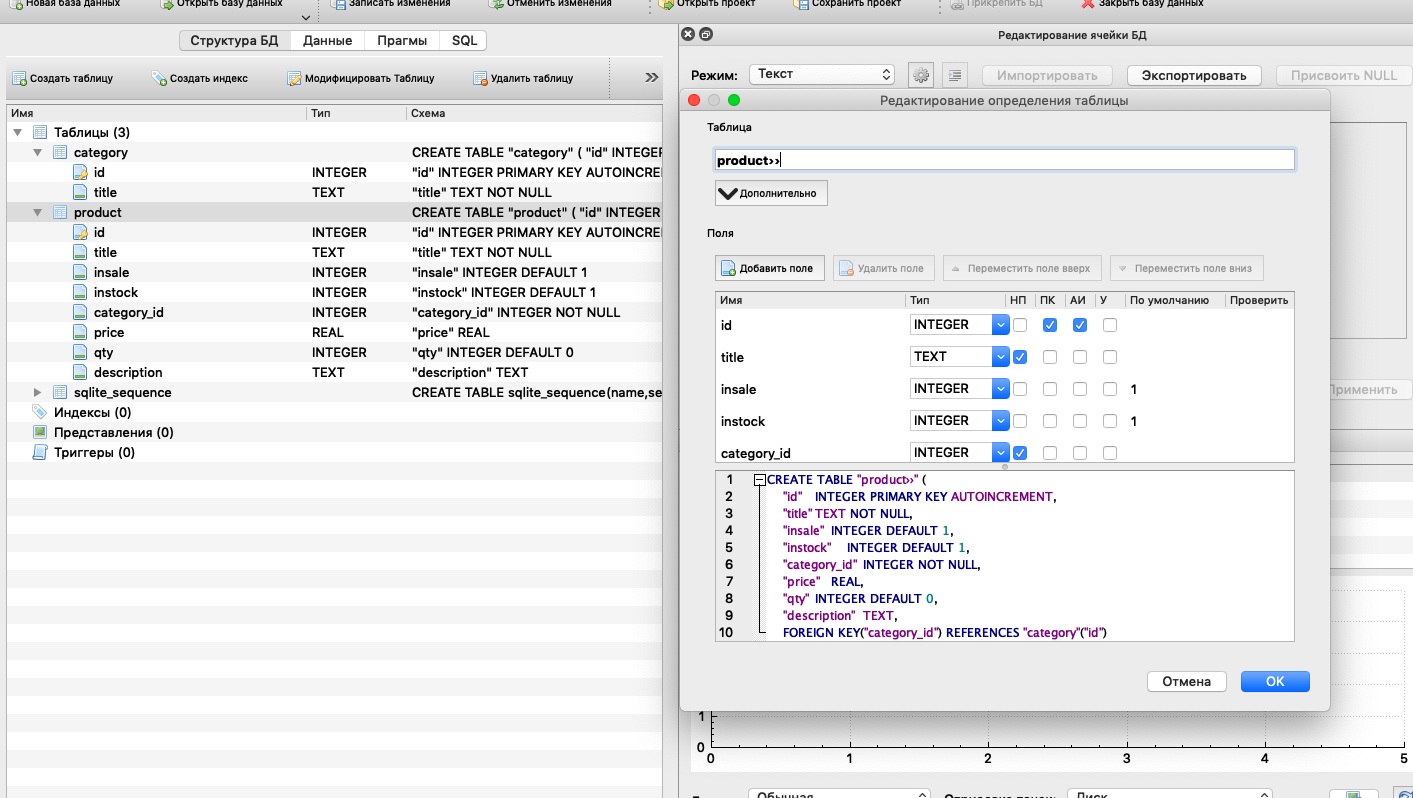 Новая база данных Открыть базу данных Записать изменения Отменить изменения Открыть проект Сохранить проект Прикрепить БД Закрыть базу данных
Структура БД Данные Прагмы SQL
Создать таблицу Создать индекс Модифицировать Таблицу Удалить таблицу »
Имя Тип Схема
Таблицы (3)
category CREATE TABLE "category" ( "id" INTEGER
id INTEGER "id" INTEGER PRIMARY KEY AUTOINCREM
title TEXT "title" TEXT NOT NULL
product CREATE TABLE "product" ( "id" INTEGER
id INTEGER "id" INTEGER PRIMARY KEY AUTOINCREM
title TEXT "title" TEXT NOT NULL
insale INTEGER "insale" INTEGER DEFAULT 1
instock INTEGER "instock" INTEGER DEFAULT 1
category_id INTEGER "category_id" INTEGER NOT NULL
price REAL "price" REAL
qty INTEGER "qty" INTEGER DEFAULT 0
description TEXT "description" TEXT
sqlite_sequence CREATE TABLE sqlite_sequence(name,se
Индексы (0)
Представления (0)
Триггеры (0)
Редактирование ячейки БД
Режим: Текст Импортировать Экспортировать Присвоить NULL
Применить
Редактирование определения таблицы
Таблица
product>>
Дополнительно
Поля
Добавить поле Удалить поле Переместить поле вверх Переместить поле вниз
Имя Тип НП ПК АИ У По умолчанию Проверить
id INTEGER
title TEXT
insale INTEGER 1
instock INTEGER 1
category_id INTEGER
1 CREATE TABLE "product>>" (
2 "id" INTEGER PRIMARY KEY AUTOINCREMENT,
3 "title" TEXT NOT NULL,
4 "insale" INTEGER DEFAULT 1,
5 "instock" INTEGER DEFAULT 1,
6 "category_id" INTEGER NOT NULL,
7 "price" REAL,
8 "qty" INTEGER DEFAULT 0,
9 "description" TEXT,
10 FOREIGN KEY("category_id") REFERENCES "category"("id")
Отмена OK
1
0
0 1 2 3 4 5
Обычная Диск